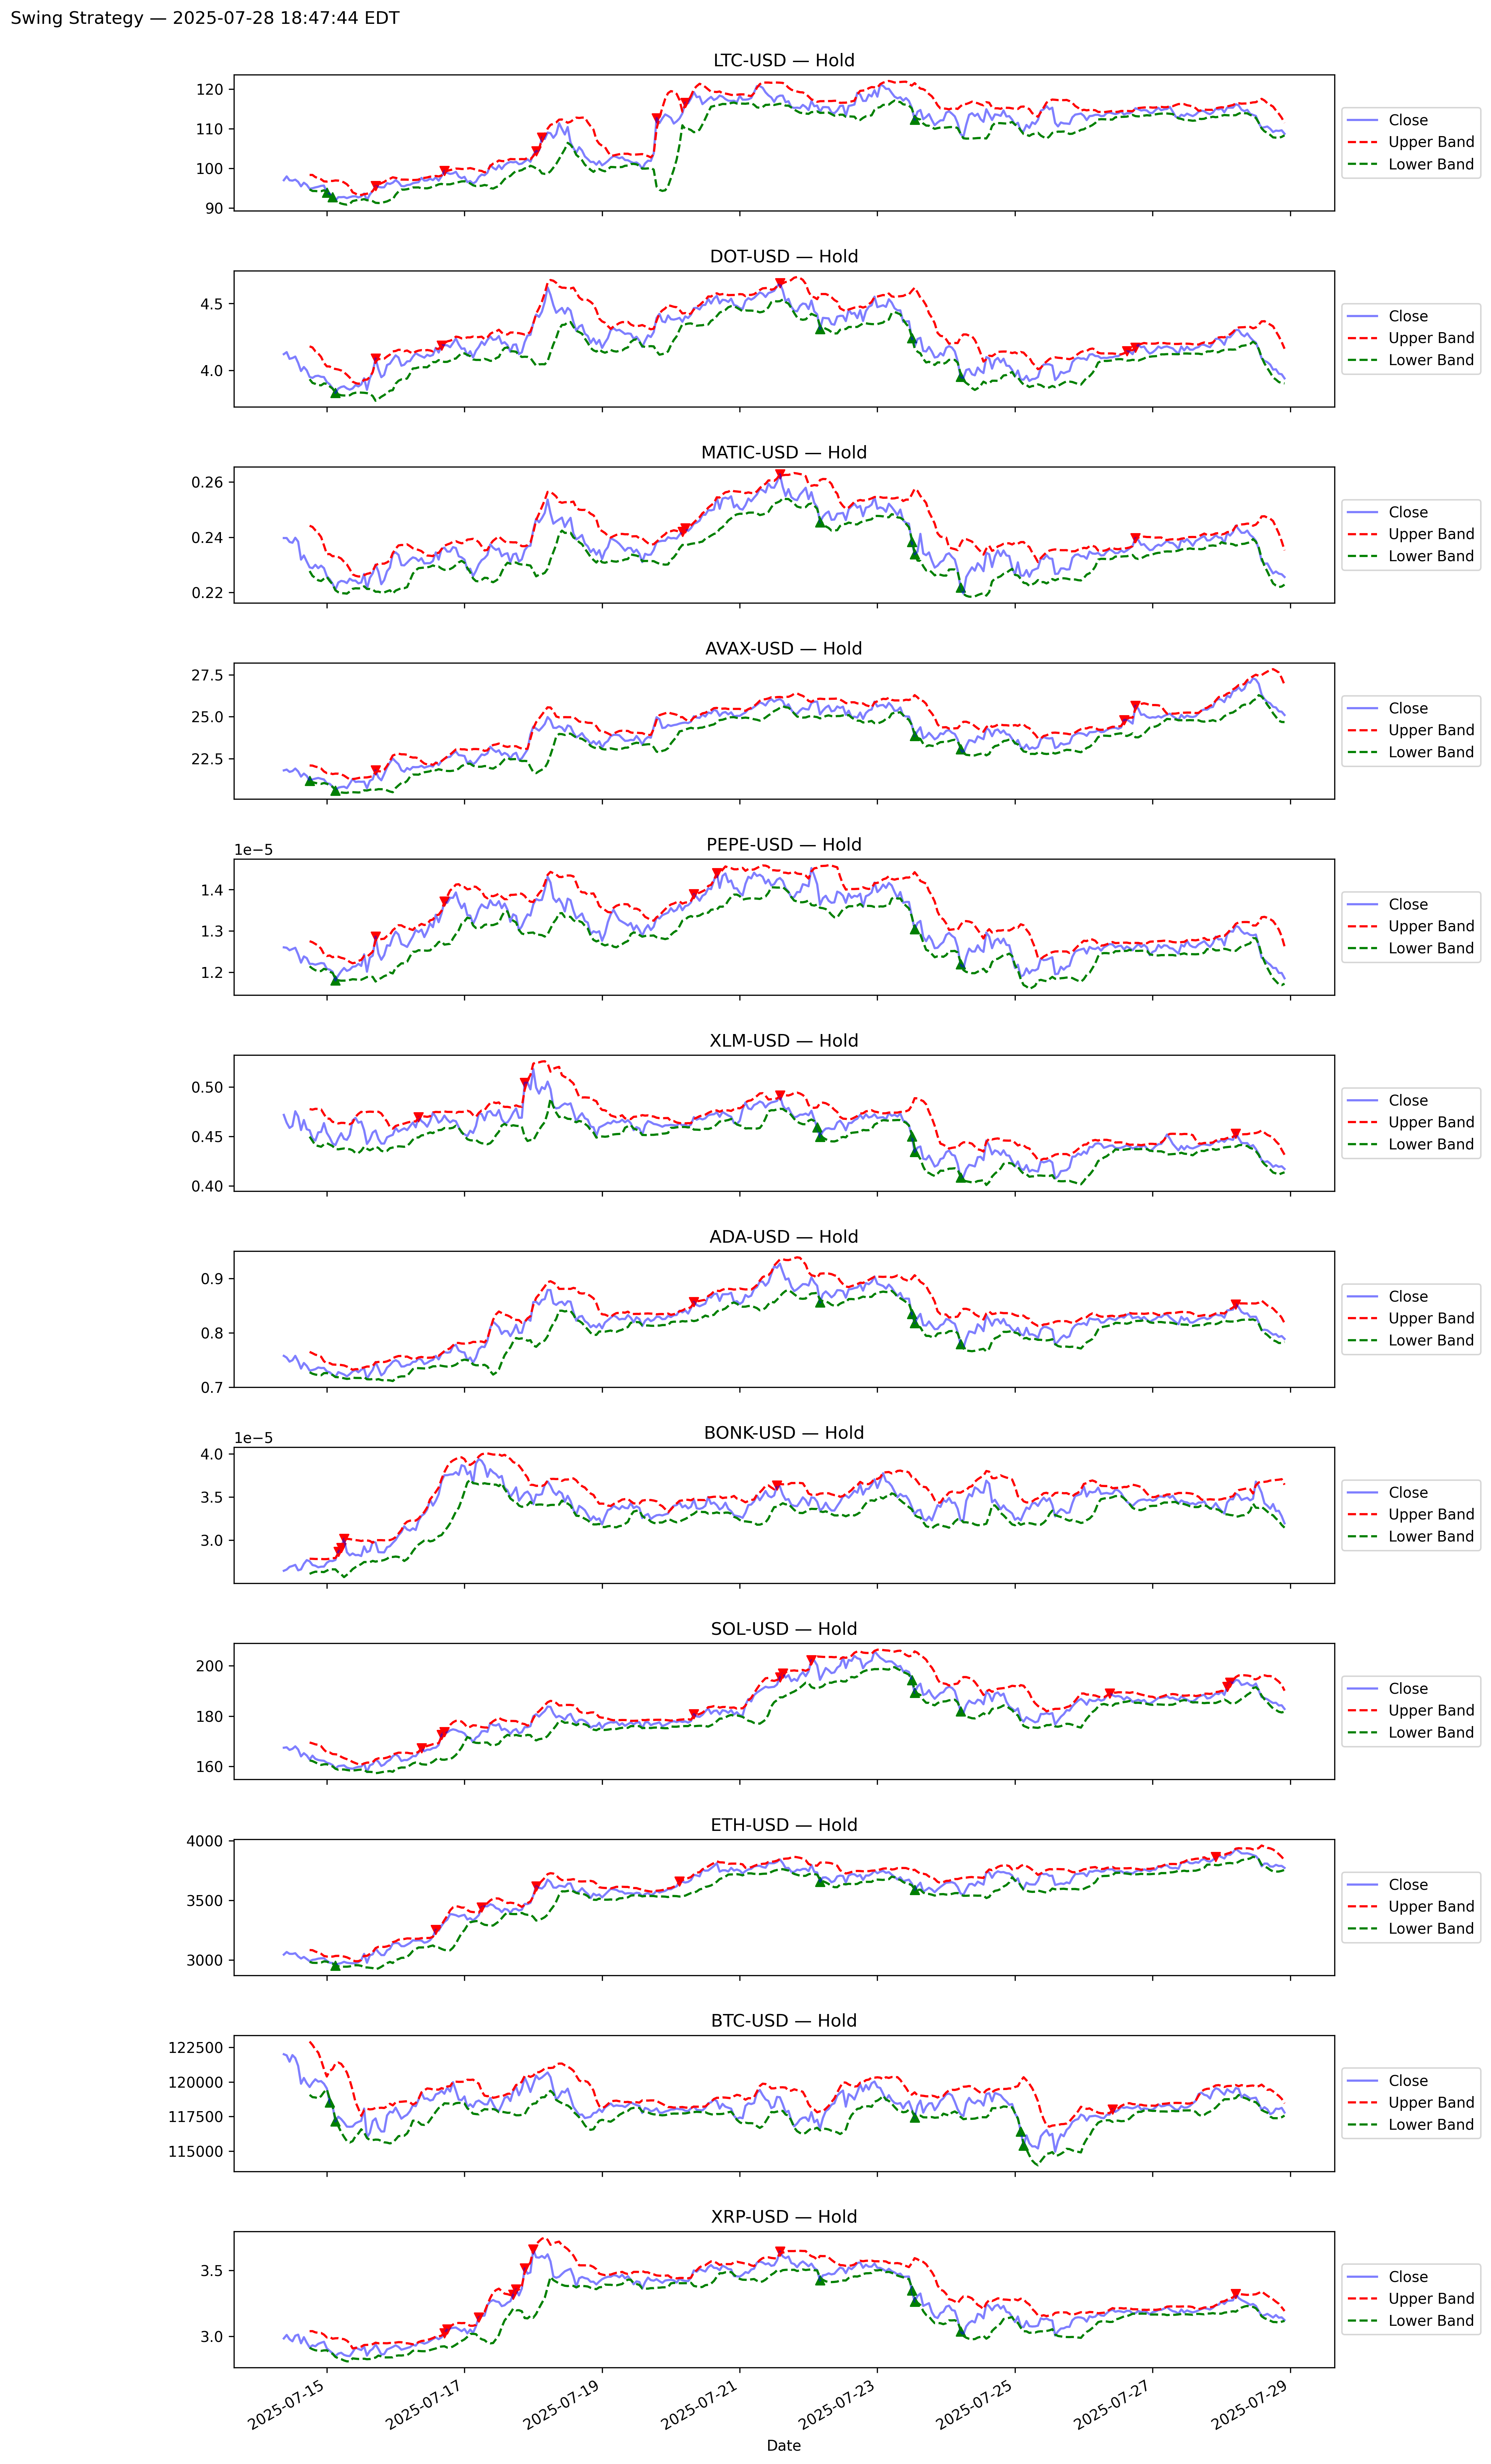 Swing Strategy — 2025-07-28 18:47:44 EDT
LTC-USD — Hold
120
110
100
90
Close
Upper Band
Lower Band
DOT-USD — Hold
4.5
4.0
Close
Upper Band
Lower Band
MATIC-USD — Hold
0.26
0.24
0.22
Close
Upper Band
Lower Band
AVAX-USD — Hold
27.5
25.0
22.5
Close
Upper Band
Lower Band
PEPE-USD — Hold
1e−5
1.4
1.3
1.2
Close
Upper Band
Lower Band
XLM-USD — Hold
0.50
0.45
0.40
Close
Upper Band
Lower Band
ADA-USD — Hold
0.9
0.8
0.7
Close
Upper Band
Lower Band
BONK-USD — Hold
1e−5
4.0
3.5
3.0
Close
Upper Band
Lower Band
SOL-USD — Hold
200
180
160
Close
Upper Band
Lower Band
ETH-USD — Hold
4000
3500
3000
Close
Upper Band
Lower Band
BTC-USD — Hold
122500
120000
117500
115000
Close
Upper Band
Lower Band
XRP-USD — Hold
3.5
3.0
Close
Upper Band
Lower Band
2025-07-15
2025-07-17
2025-07-19
2025-07-21
2025-07-23
2025-07-25
2025-07-27
2025-07-29
Date